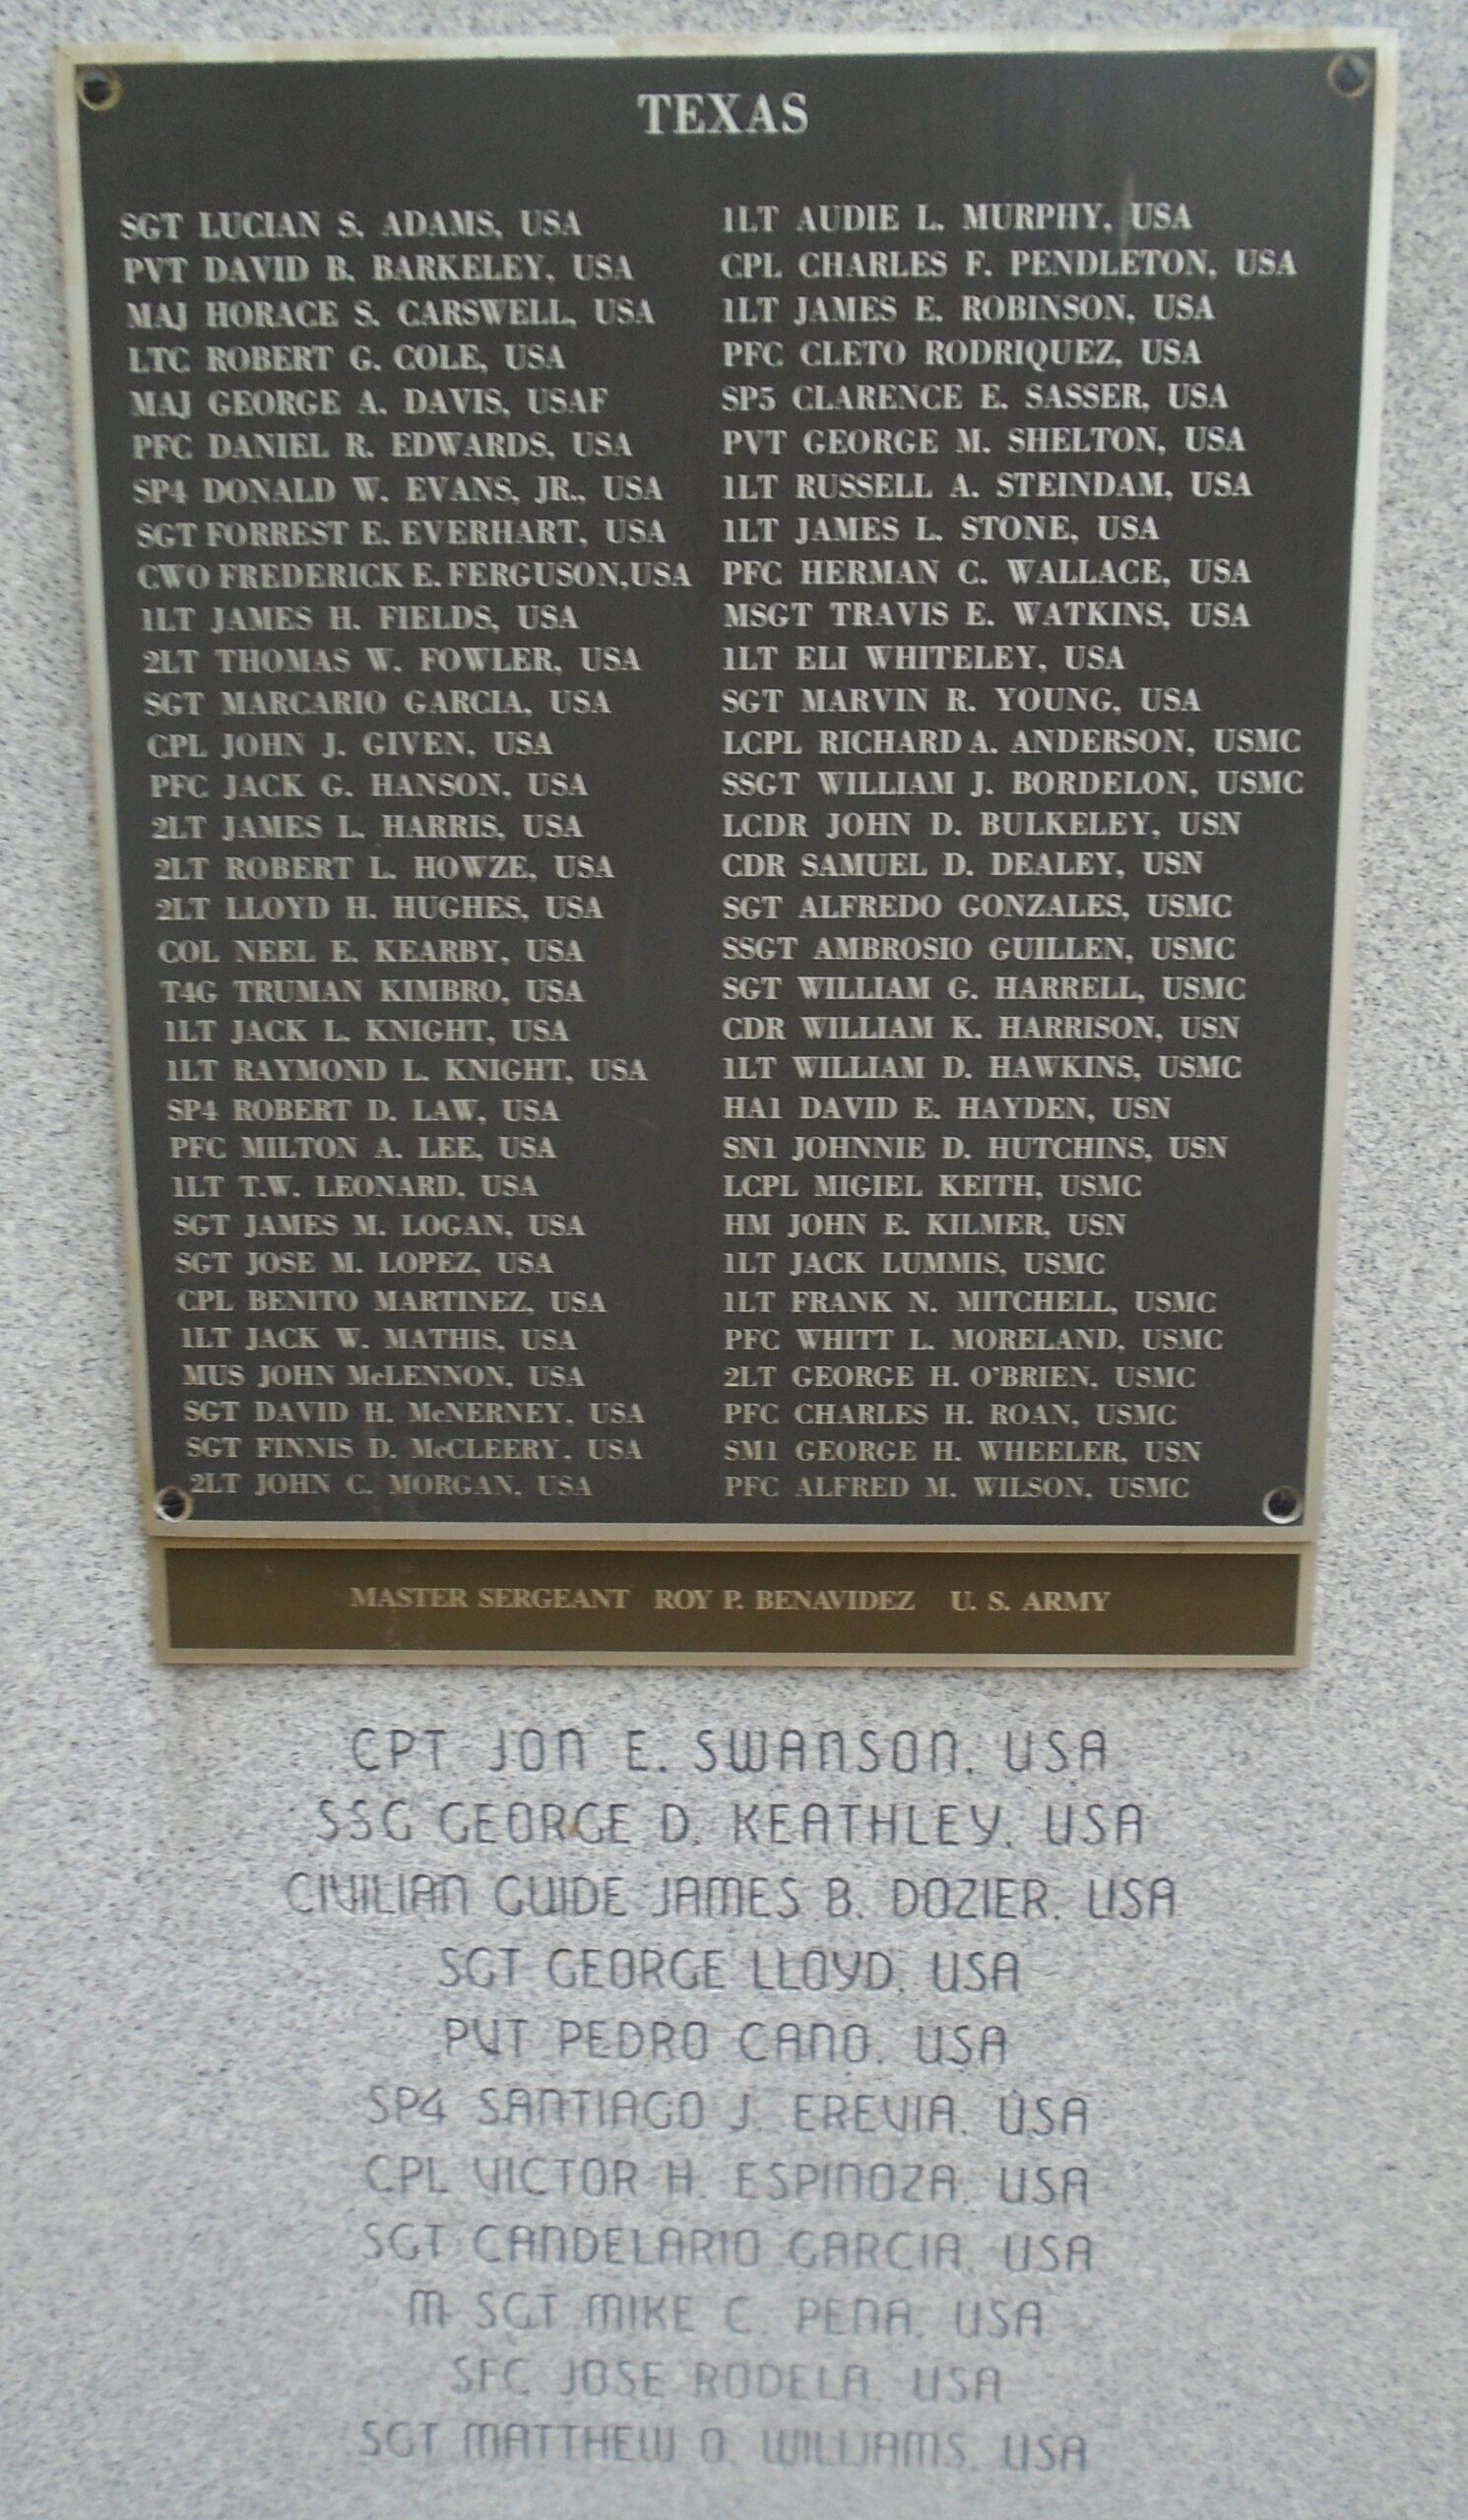 TEXAS
SGT LUCIAN S. ADAMS, USA
PVT DAVID B. BARKELEY, USA
MAJ HORACE S. CARSWELL, USA
LTC ROBERT G. COLE, USA
MAJ GEORGE A. DAVIS, USAF
PFC DANIEL R. EDWARDS, USA
SP4 DONALD W. EVANS, JR., USA
SGT FORREST E. EVERHART, USA
CWO FREDERICK E. FERGUSON, USA
1LT JAMES H. FIELDS, USA
2LT THOMAS W. FOWLER, USA
SGT MARCARIO GARCIA, USA
CPL JOHN J. GIVEN, USA
PFC JACK G. HANSON, USA
2LT JAMES L. HARRIS, USA
2LT ROBERT L. HOWZE, USA
2LT LLOYD H. HUGHES, USA
COL NEEL E. KEARBY, USA
T4G TRUMAN KIMBRO, USA
1LT JACK L. KNIGHT, USA
1LT RAYMOND L. KNIGHT, USA
SP4 ROBERT D. LAW, USA
PFC MILTON A. LEE, USA
1LT T.W. LEONARD, USA
SGT JAMES M. LOGAN, USA
SGT JOSE M. LOPEZ, USA
CPL BENITO MARTINEZ, USA
1LT JACK W. MATHIS, USA
MUS JOHN McLENNON, USA
SGT DAVID H. McNERNEY, USA
SGT FINNIS D. McCLEERY, USA
2LT JOHN C. MORGAN, USA
1LT AUDIE L. MURPHY, USA
CPL CHARLES F. PENDLETON, USA
1LT JAMES E. ROBINSON, USA
PFC CLETO RODRIQUEZ, USA
SP5 CLARENCE E. SASSER, USA
PVT GEORGE M. SHELTON, USA
1LT RUSSELL A. STEINDAM, USA
1LT JAMES L. STONE, USA
PFC HERMAN C. WALLACE, USA
MSGT TRAVIS E. WATKINS, USA
1LT ELI WHITELEY, USA
SGT MARVIN R. YOUNG, USA
LCPL RICHARD A. ANDERSON, USMC
SSGT WILLIAM J. BORDELON, USMC
LCDR JOHN D. BULKELEY, USN
CDR SAMUEL D. DEALEY, USN
SGT ALFREDO GONZALES, USMC
SSGT AMBROSIO GUILLEN, USMC
SGT WILLIAM G. HARRELL, USMC
CDR WILLIAM K. HARRISON, USN
1LT WILLIAM D. HAWKINS, USMC
HA1 DAVID E. HAYDEN, USN
SN1 JOHNNIE D. HUTCHINS, USN
LCPL MIGIEL KEITH, USMC
HM JOHN E. KILMER, USN
1LT JACK LUMMIS, USMC
1LT FRANK N. MITCHELL, USMC
PFC WHITT L. MORELAND, USMC
2LT GEORGE H. O'BRIEN, USMC
PFC CHARLES H. ROAN, USMC
SM1 GEORGE H. WHEELER, USN
PFC ALFRED M. WILSON, USMC
MASTER SERGEANT ROY P. BENAVIDEZ U. S. ARMY
CPT JON E. SWANSON, USA
SSG GEORGE D. KEATHLEY, USA
CIVILIAN GUIDE JAMES B. DOZIER, USA
SGT GEORGE LLOYD, USA
PVT PEDRO CANO, USA
SP4 SANTIAGO J. EREVIA, USA
CPL VICTOR H. ESPINOZA, USA
SGT CANDELARIO GARCIA, USA
M SGT MIKE C. PENA, USA
SFC JOSE RODELA, USA
SGT MATTHEW O. WILLIAMS, USA